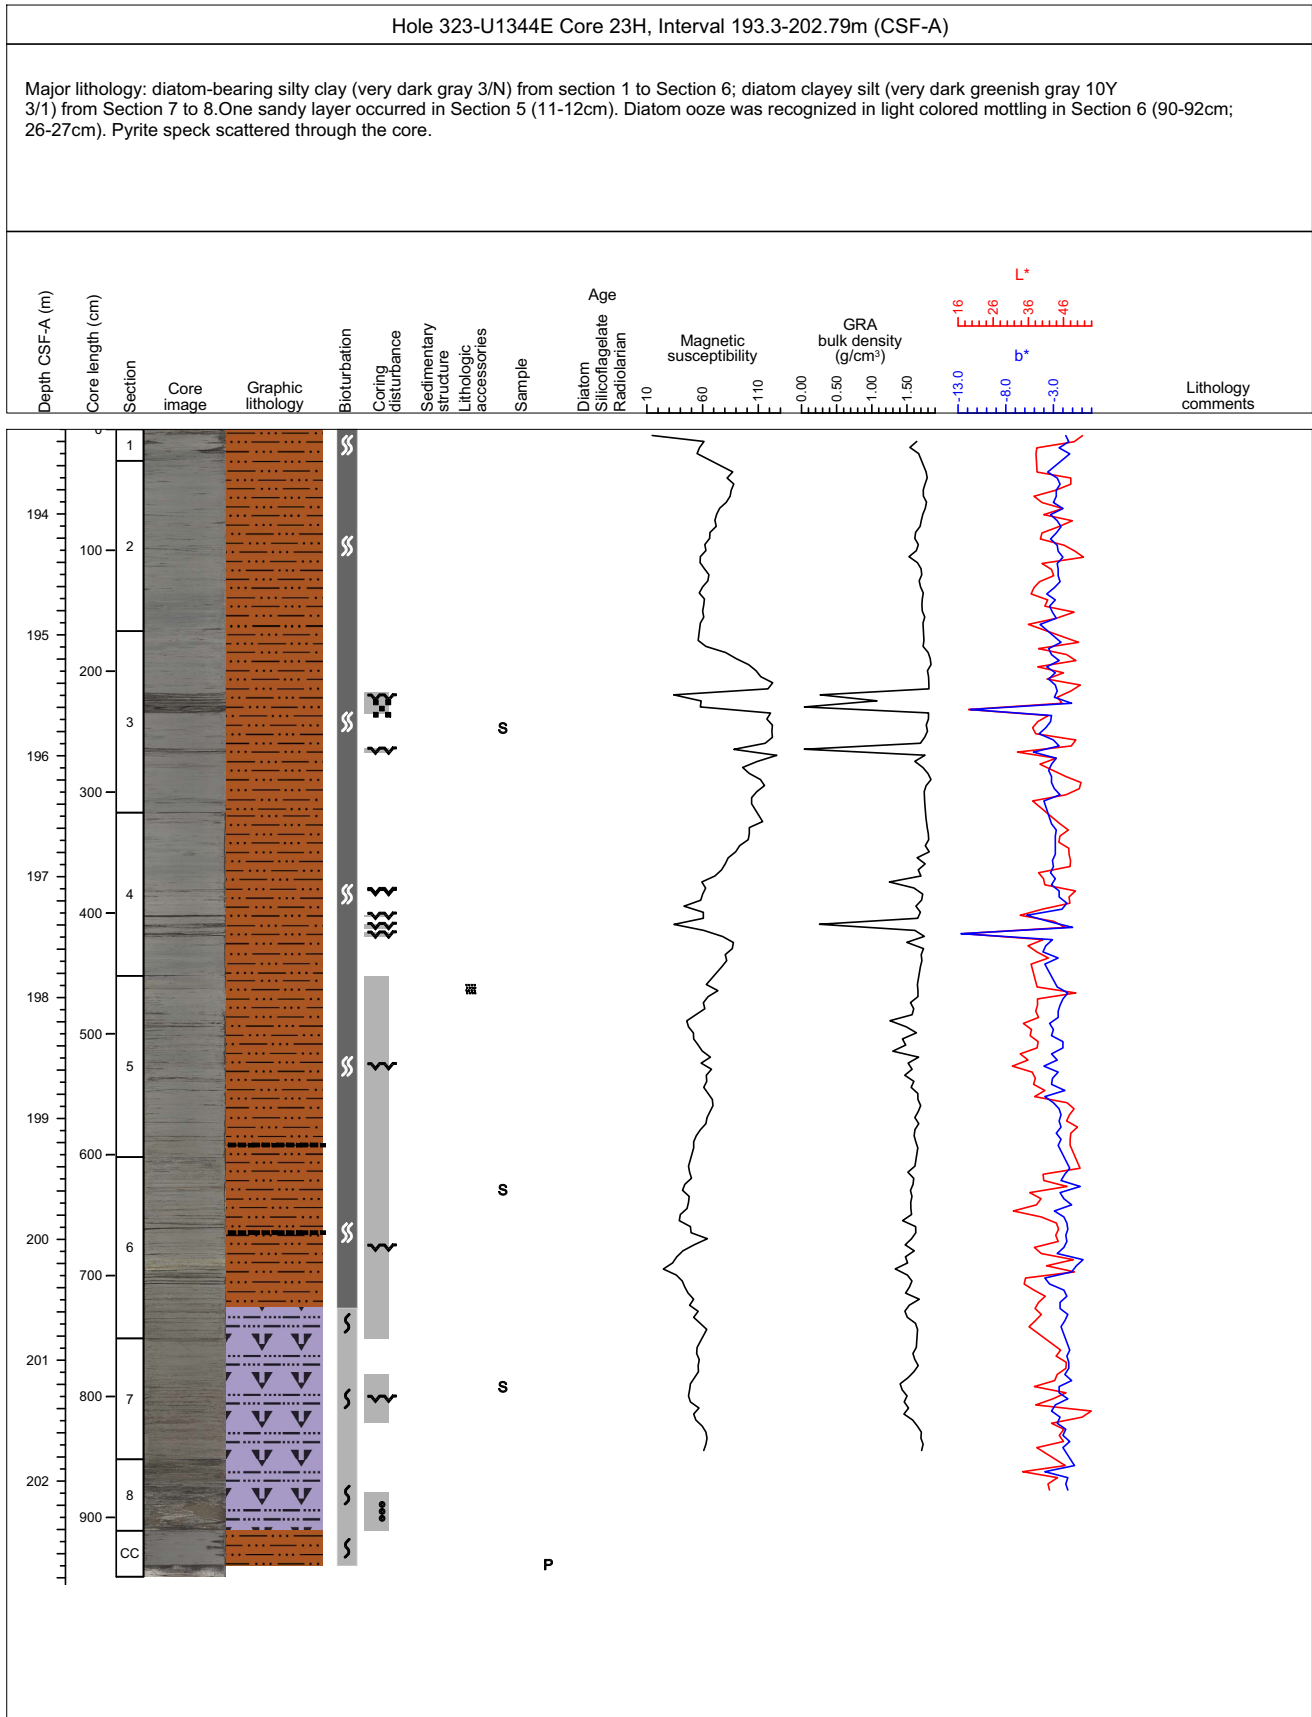 Hole 323-U1344E Core 23H, Interval 193.3-202.79m (CSF-A)
Major lithology: diatom-bearing silty clay (very dark gray 3/N) from section 1 to Section 6; diatom clayey silt (very dark greenish gray 10Y
3/1) from Section 7 to 8.One sandy layer occurred in Section 5 (11-12cm). Diatom ooze was recognized in light colored mottling in Section 6 (90-92cm;
26-27cm). Pyrite speck scattered through the core.
Depth CSF-A (m)
Core length (cm)
Section
Core
image
Graphic
lithology
Bioturbation
Coring
disturbance
Sedimentary
structure
Lithologic
accessories
Sample
Age
Diatom
Silicoflagelate
Radiolarian
Magnetic
susceptibility
10 60 110
GRA
bulk density
(g/cm³)
0.00 0.50 1.00 1.50
L*
16 26 36 46
b*
-13.0 -8.0 -3.0
Lithology
comments
194
195
196
197
198
199
200
201
202
0
100
200
300
400
500
600
700
800
900
1
2
3
4
5
6
7
8
CC
S
S
S
P